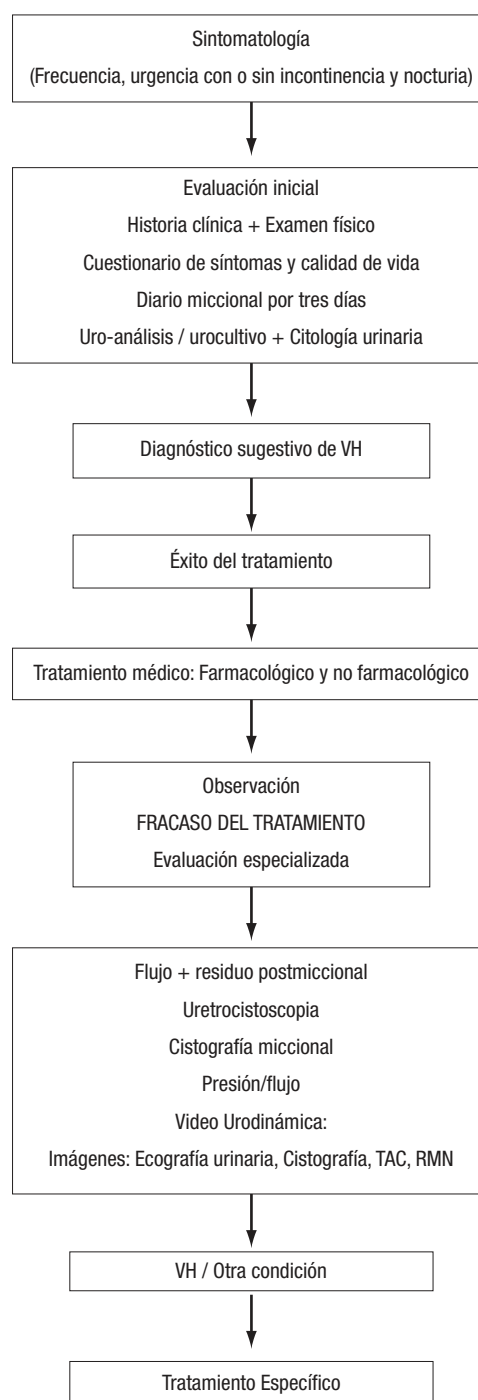 Sintomatología
(Frecuencia, urgencia con o sin incontinencia y nocturia)
Evaluación inicial
Historia clínica + Examen físico
Cuestionario de síntomas y calidad de vida
Diario miccional por tres días
Uro-análisis / urocultivo + Citología urinaria
Diagnóstico sugestivo de VH
Éxito del tratamiento
Tratamiento médico: Farmacológico y no farmacológico
Observación
FRACASO DEL TRATAMIENTO
Evaluación especializada
Flujo + residuo postmiccional
Uretrocistoscopia
Cistografía miccional
Presión/flujo
Video Urodinámica:
Imágenes: Ecografía urinaria, Cistografía, TAC, RMN
VH / Otra condición
Tratamiento Específico